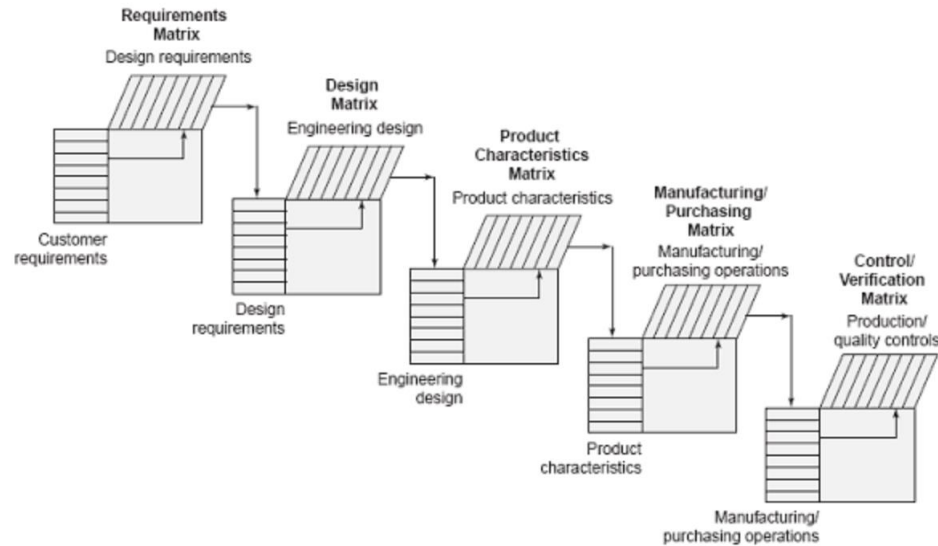 Requirements
Matrix
Design requirements
Customer
requirements
Design
Matrix
Engineering design
Design
requirements
Product
Characteristics
Matrix
Product characteristics
Engineering
design
Manufacturing/
Purchasing
Matrix
Manufacturing/
purchasing operations
Product
characteristics
Control/
Verification
Matrix
Production/
quality controls
Manufacturing/
purchasing operations